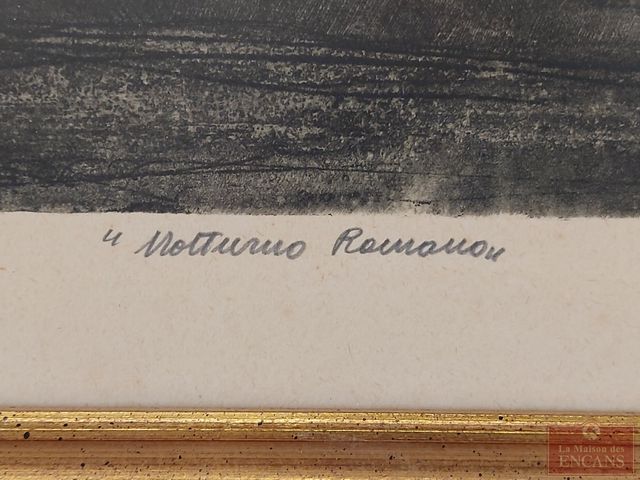 " Notturno Romano "
La Maison des
ENCANS